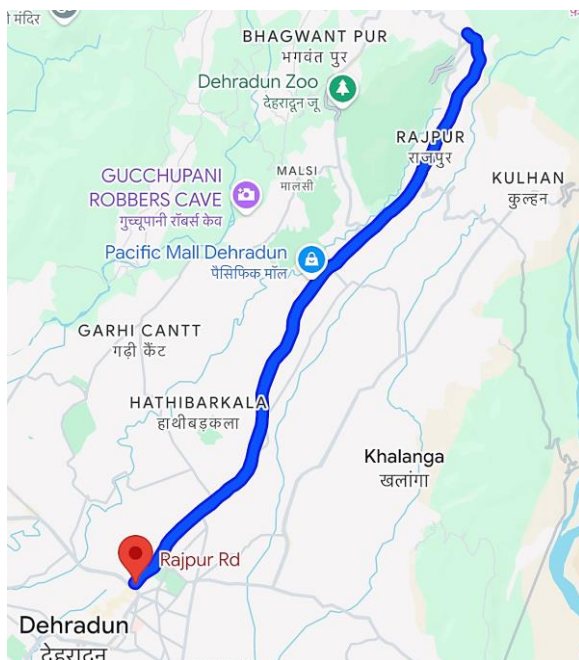 ी मंदिर
BHAGWANT PUR
भगवंत पुर
Dehradun Zoo
देहरादून जू
RAJPUR
राजपुर
MALSI
मालसी
KULHAN
कुल्हन
GUCCHUPANI
ROBBERS CAVE
गुच्चूपानी रॉबर्स केव
Pacific Mall Dehradun
पैसिफिक मॉल
GARHI CANTT
गढ़ी कैंट
HATHIBARKALA
हाथीबड़कला
Khalanga
खलांगा
Rajpur Rd
Dehradun
देहरादून